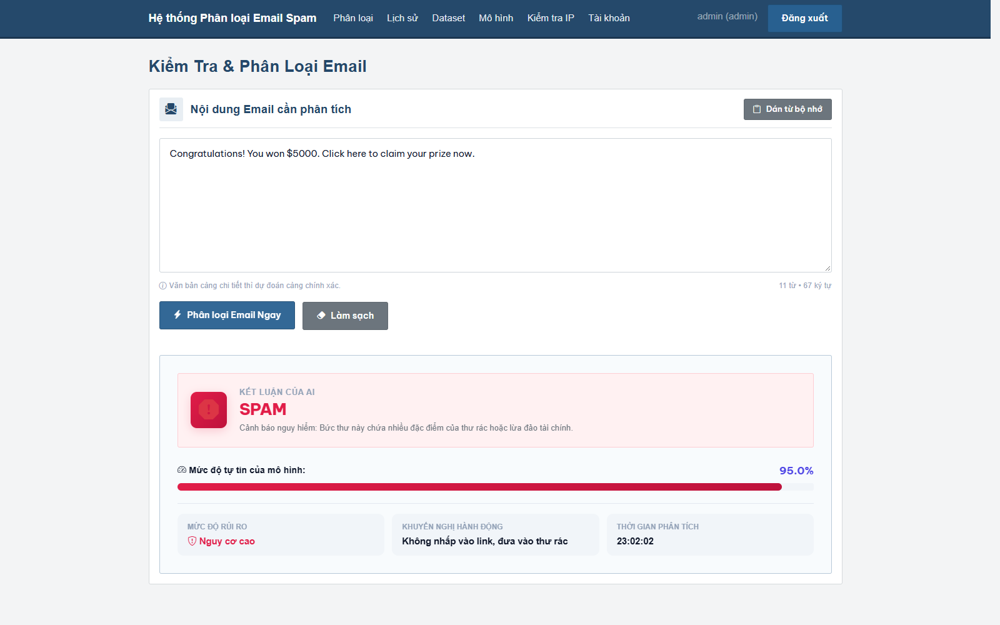 Hệ thống Phân loại Email Spam Phân loại Lịch sử Dataset Mô hình Kiểm tra IP Tài khoản admin (admin) Đăng xuất
Kiểm Tra & Phân Loại Email
Nội dung Email cần phân tích Dán từ bộ nhớ
Congratulations! You won $5000. Click here to claim your prize now.
Văn bản càng chi tiết thì dự đoán càng chính xác. 11 từ • 67 ký tự
Phân loại Email Ngay Làm sạch
KẾT LUẬN CỦA AI
SPAM
Cảnh báo nguy hiểm: Bức thư này chứa nhiều đặc điểm của thư rác hoặc lừa đảo tài chính.
Mức độ tự tin của mô hình: 95.0%
MỨC ĐỘ RỦI RO KHUYẾN NGHỊ HÀNH ĐỘNG THỜI GIAN PHÂN TÍCH
Nguy cơ cao Không nhấp vào link, đưa vào thư rác 23:02:02